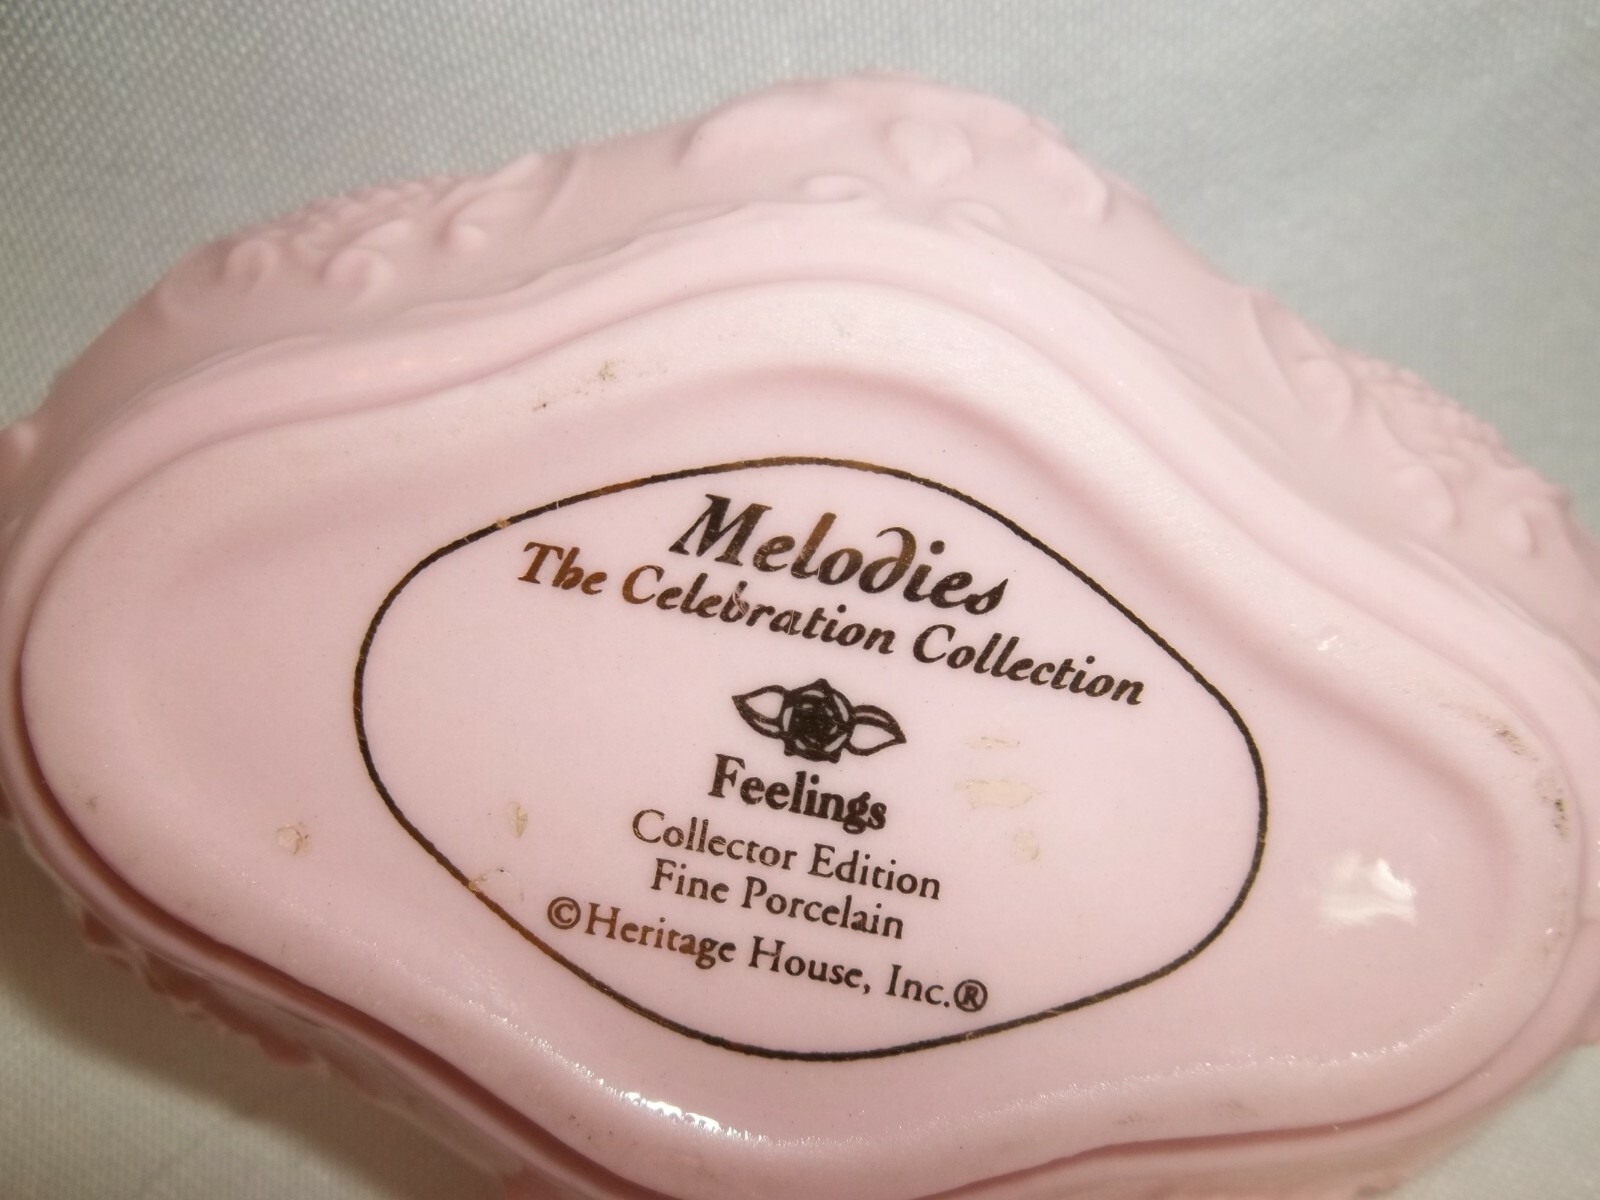 Melodies
The Celebration Collection
Feelings
Collector Edition
Fine Porcelain
©Heritage House, Inc.®